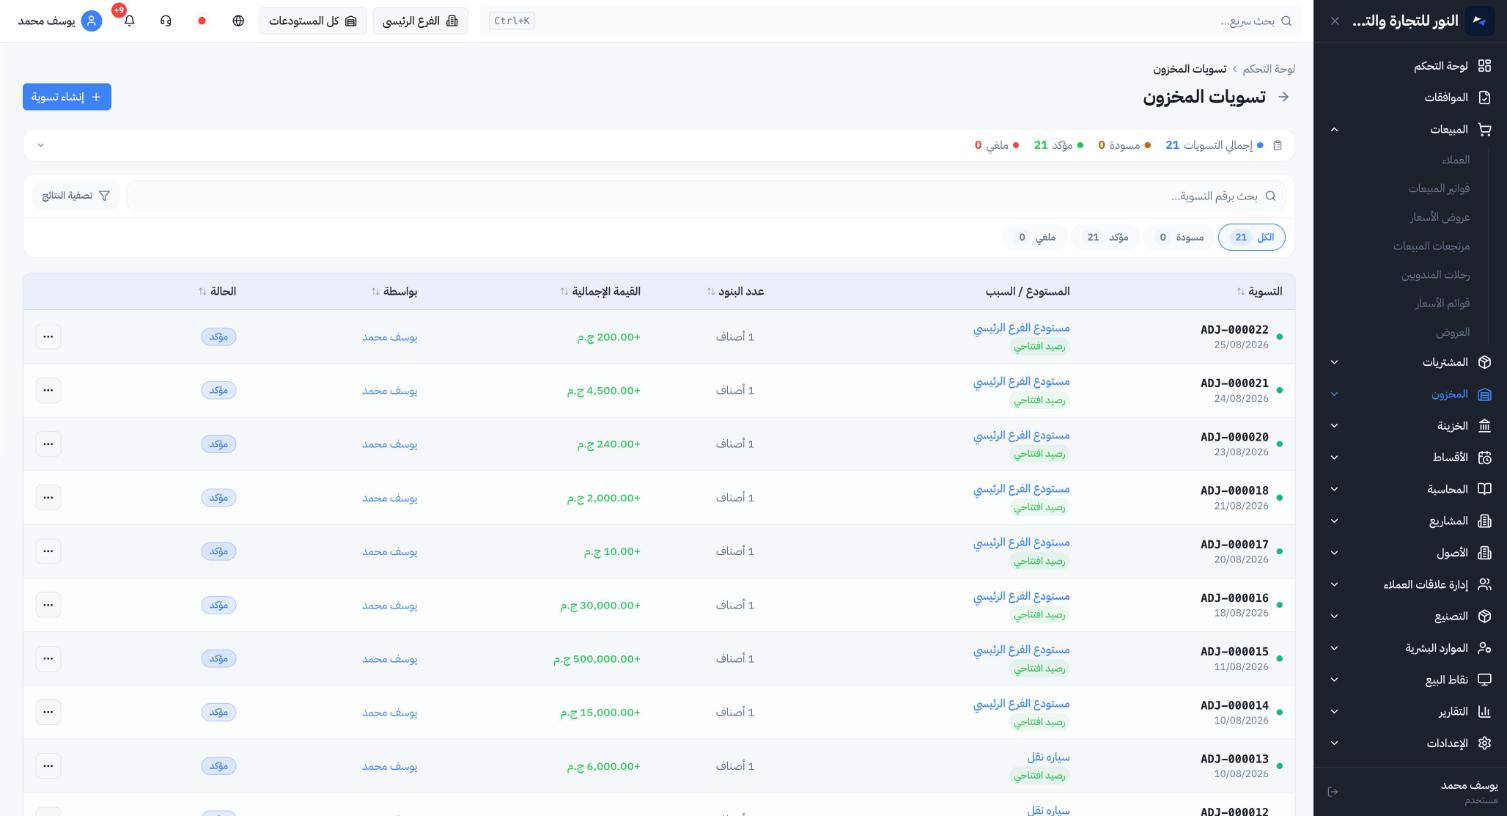 النور للتجارة والتـ...
لوحة التحكم
الموافقات
المبيعات
العملاء
فواتير المبيعات
عروض الأسعار
مرتجعات المبيعات
رحلات المندوبين
قوائم الأسعار
العروض
المشتريات
المخزون
الخزينة
الأقساط
المحاسبة
المشاريع
الأصول
إدارة علاقات العملاء
التصنيع
الموارد البشرية
نقاط البيع
التقارير
الإعدادات
يوسف محمد
مستخدم
بحث سريع... Ctrl+K
الفرع الرئيسي
كل المستودعات
+9
يوسف محمد
لوحة التحكم تسويات المخزون
تسويات المخزون
إنشاء تسوية
إجمالي التسويات 21 مسودة 0 مؤكد 21 ملغي 0
بحث برقم التسوية...
تصفية النتائج
الكل 21 مسودة 0 مؤكد 21 ملغي 0
التسوية المستودع / السبب عدد البنود القيمة الإجمالية بواسطة الحالة
ADJ-000022 مستودع الفرع الرئيسي 1 أصناف +200.00 ج.م يوسف محمد مؤكد ...
25/08/2026 رصيد افتتاحي
ADJ-000021 مستودع الفرع الرئيسي 1 أصناف +4,500.00 ج.م يوسف محمد مؤكد ...
24/08/2026 رصيد افتتاحي
ADJ-000020 مستودع الفرع الرئيسي 1 أصناف +240.00 ج.م يوسف محمد مؤكد ...
23/08/2026 رصيد افتتاحي
ADJ-000018 مستودع الفرع الرئيسي 1 أصناف +2,000.00 ج.م يوسف محمد مؤكد ...
21/08/2026 رصيد افتتاحي
ADJ-000017 مستودع الفرع الرئيسي 1 أصناف +10.00 ج.م يوسف محمد مؤكد ...
20/08/2026 رصيد افتتاحي
ADJ-000016 مستودع الفرع الرئيسي 1 أصناف +30,000.00 ج.م يوسف محمد مؤكد ...
18/08/2026 رصيد افتتاحي
ADJ-000015 مستودع الفرع الرئيسي 1 أصناف +500,000.00 ج.م يوسف محمد مؤكد ...
11/08/2026 رصيد افتتاحي
ADJ-000014 مستودع الفرع الرئيسي 1 أصناف +15,000.00 ج.م يوسف محمد مؤكد ...
10/08/2026 رصيد افتتاحي
ADJ-000013 سياره نقل 1 أصناف +6,000.00 ج.م يوسف محمد مؤكد ...
10/08/2026 رصيد افتتاحي
ADJ-000012 سياره نقل